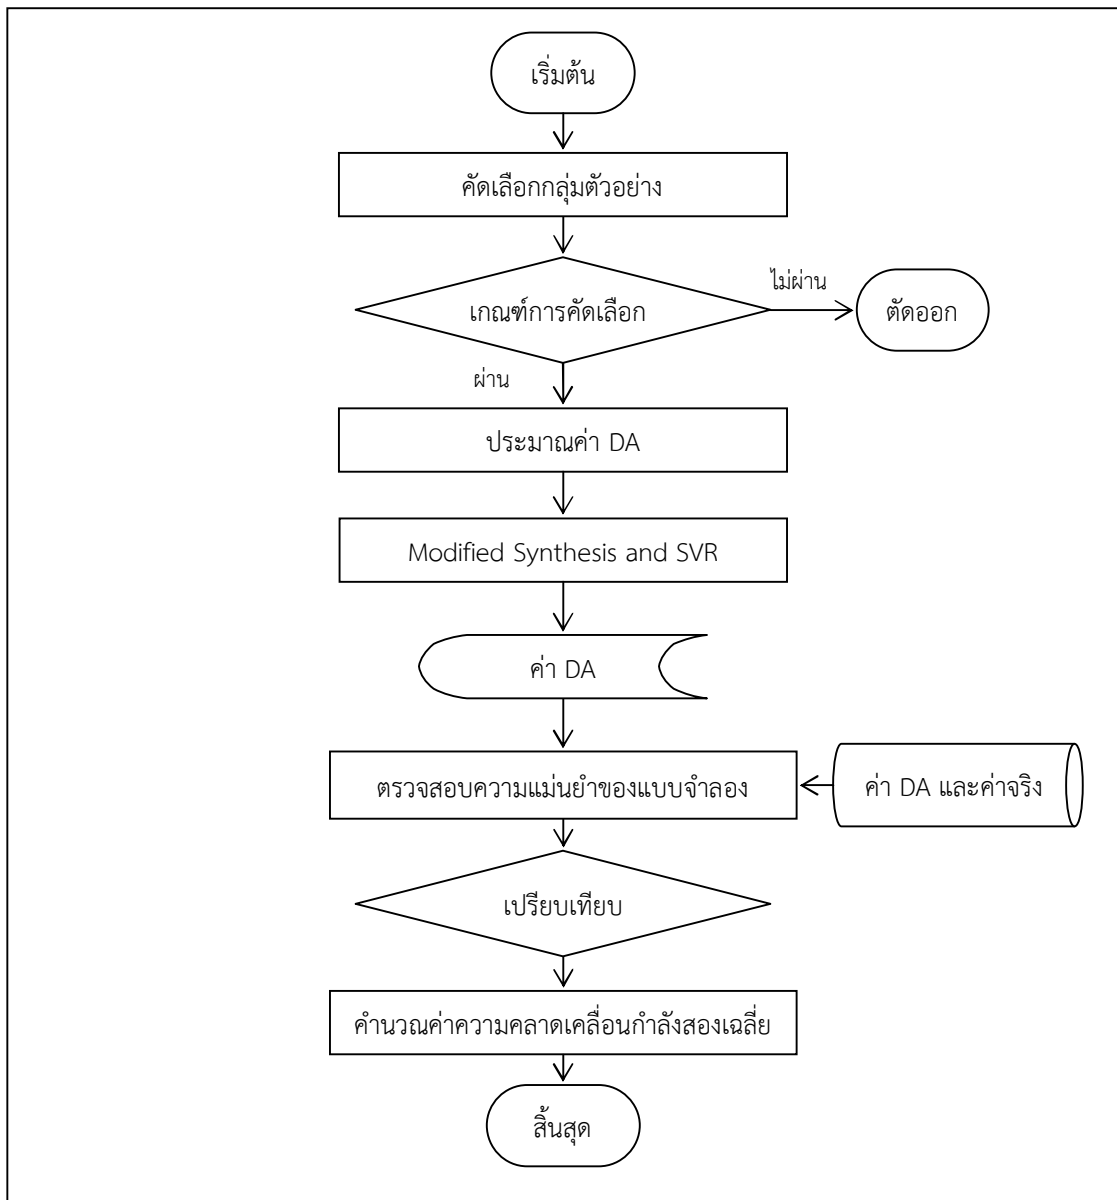 เริ่มต้น
คัดเลือกกลุ่มตัวอย่าง
เกณฑ์การคัดเลือก
ไม่ผ่าน
ตัดออก
ผ่าน
ประมาณค่า DA
Modified Synthesis and SVR
ค่า DA
ตรวจสอบความแม่นยำของแบบจำลอง
ค่า DA และค่าจริง
เปรียบเทียบ
คำนวณค่าความคลาดเคลื่อนกำลังสองเฉลี่ย
สิ้นสุด